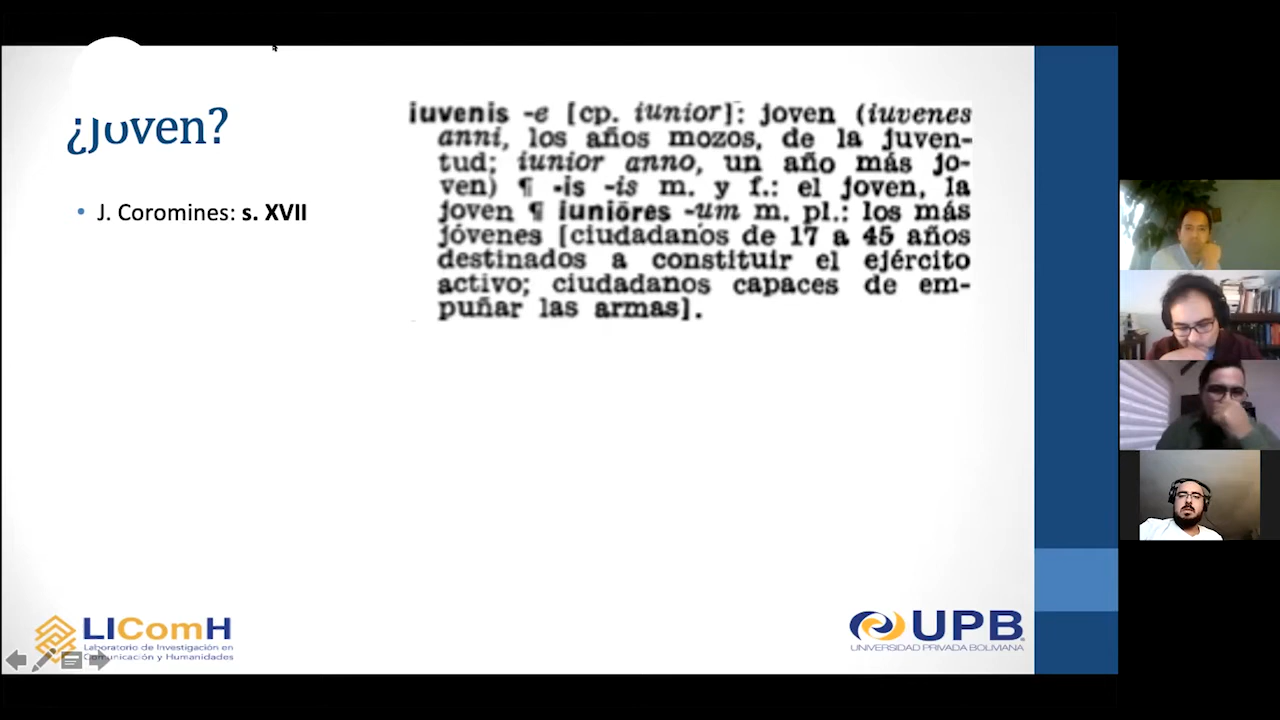 ¿Joven?
• J. Coromines: s. XVII
iuvenis -e [cp. iunior]: joven (iuvenes
anni, los años mozos, de la juven-
tud; iunior anno, un año más jo-
ven) ¶ -is -is m. y f.: el joven, la
joven ¶ iuniōres -um m. pl.: los más
jóvenes [ciudadanos de 17 a 45 años
destinados a constituir el ejército
activo; ciudadanos capaces de em-
puñar las armas].
LIComH
Laboratorio de Investigación en
Comunicación y Humanidades
UPB
UNIVERSIDAD PRIVADA BOLIVIANA